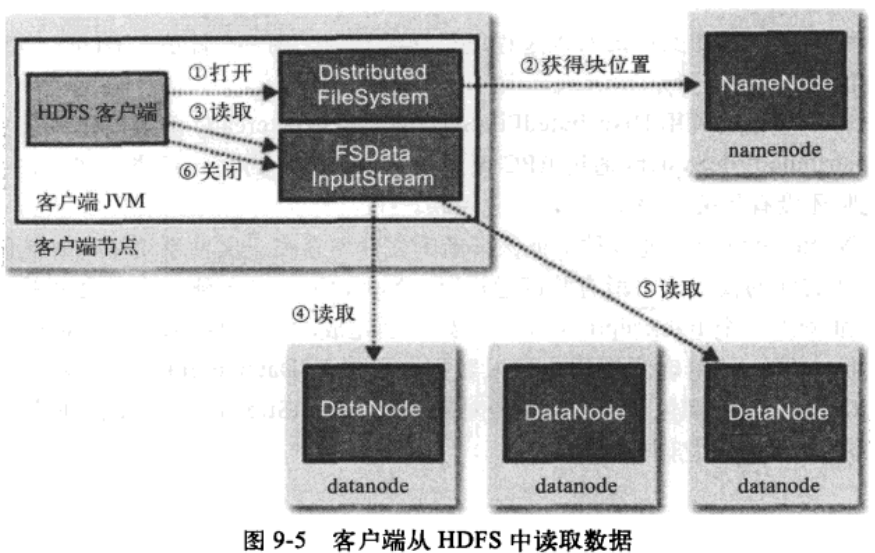 ①打开
Distributed
FileSystem
②获得块位置
NameNode
namenode
HDFS 客户端
③读取
FSData
InputStream
⑥关闭
客户端 JVM
客户端节点
④读取
⑤读取
DataNode
DataNode
DataNode
datanode
datanode
datanode
图 9-5 客户端从 HDFS 中读取数据